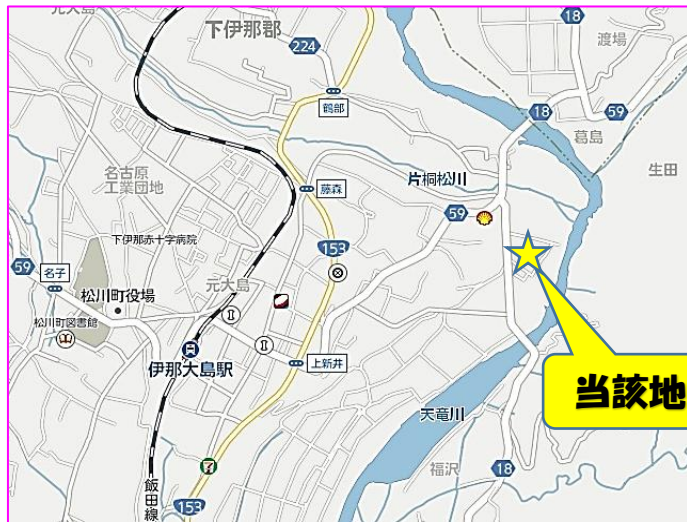 元大島
下伊那郡
18
渡場
224
鶴部
18
59
葛島
生田
片桐松川
名古原
工業団地
藤森
59
下伊那赤十字病院
153
59
名子
元大島
松川町役場
松川町図書館
上新井
伊那大島駅
当該地
天竜川
福沢
18
7
飯田線
153